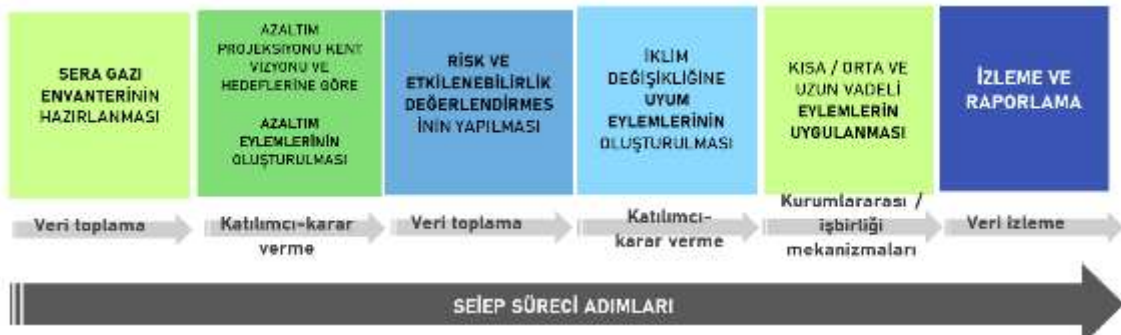 SERA GAZI
ENVANTERİNİN
HAZIRLANMASI
AZALTIM
PROJEKSİYONU KENT
VİZYONU VE
HEDEFLERİNE GÖRE
AZALTIM
EYLEMLERİNİN
OLUŞTURULMASI
RİSK VE
ETKİLENEBİLİRLİK
DEĞERLENDİRMES
İNİN YAPILMASI
İKLİM
DEĞİŞİKLİĞİNE
UYUM
EYLEMLERİNİN
OLUŞTURULMASI
KISA / ORTA VE
UZUN VADELİ
EYLEMLERİN
UYGULANMASI
İZLEME VE
RAPORLAMA
Veri toplama
Katılımcı-karar
verme
Veri toplama
Katılımcı-
karar verme
Kurumlararası /
işbirliği
mekanizmaları
Veri izleme
SEİEP SÜRECİ ADIMLARI